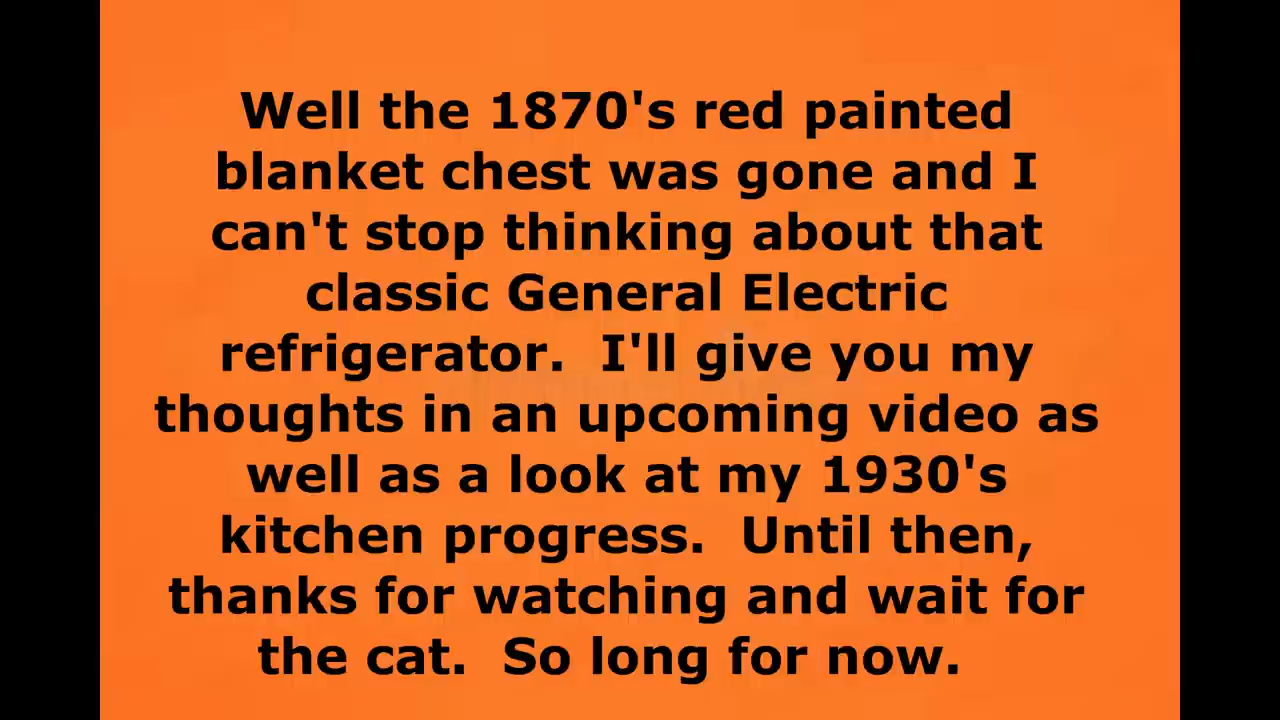 Well the 1870's red painted
blanket chest was gone and I
can't stop thinking about that
classic General Electric
refrigerator.  I'll give you my
thoughts in an upcoming video as
well as a look at my 1930's
kitchen progress.  Until then,
thanks for watching and wait for
the cat.  So long for now.